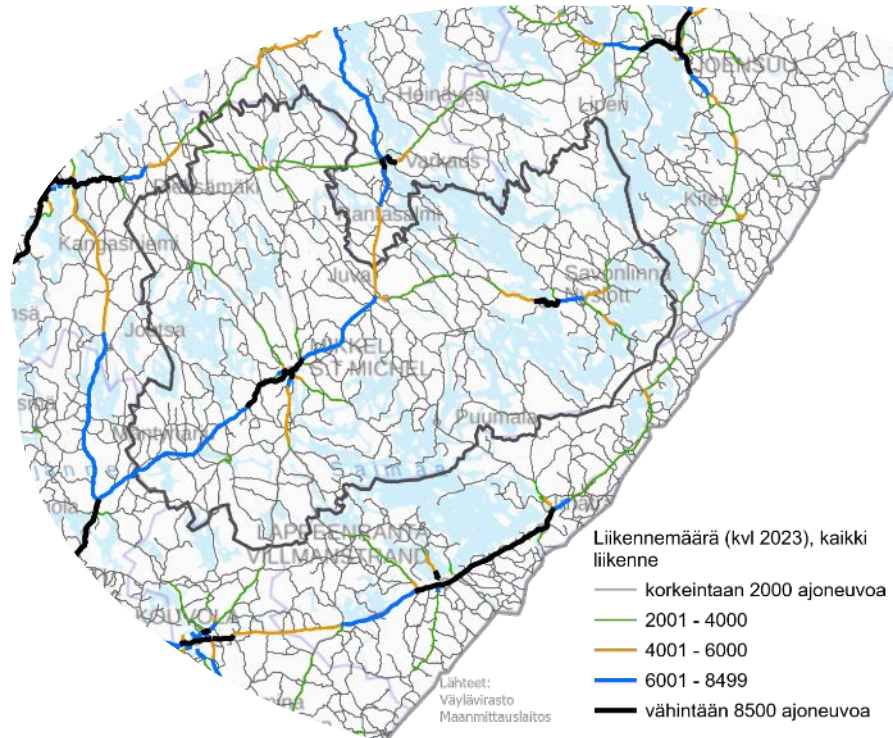 JOENSUU
Heinävesi
Liperi
Varkaus
Pieksämäki
Rantasalmi
Kitee
Kangasniemi
Juva
Savonlinna
Nyslott
Joutsa
MIKKELI
S:T MICHEL
Puumala
Mäntyharju
Saimaa
LAPPEENRANTA
VILLMANSTRAND
Imatra
KOUVOLA
Liikennemäärä (kvl 2023), kaikki
liikenne
korkeintaan 2000 ajoneuvoa
2001 - 4000
4001 - 6000
6001 - 8499
vähintään 8500 ajoneuvoa
Lähteet:
Väylävirasto
Maanmittauslaitos